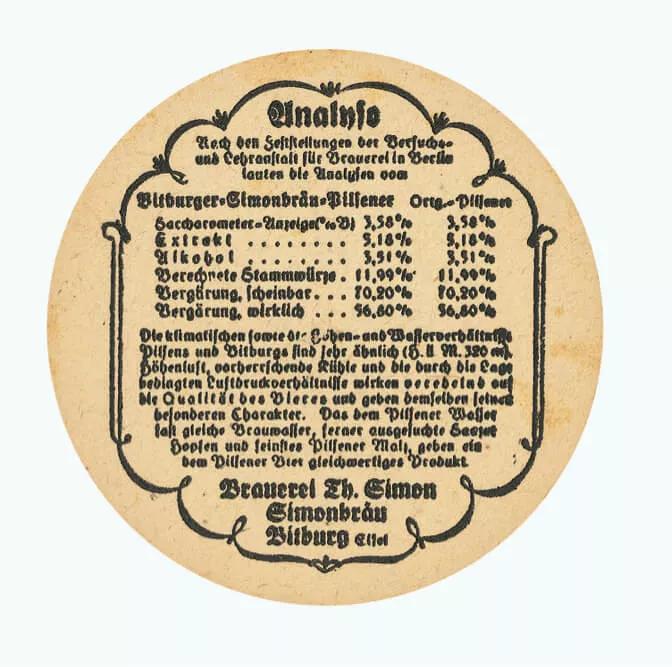 Analyse
Nach den Feststellungen der Versuchs-
und Lehranstalt für Brauerei in Berlin
lauten die Analysen vom
Bitburger-Simonbräu-Pilsener Orig.-Pilsener
Saccharometer-Anzeige(%B) 3,58% 3,58%
Extrakt ........ 5,18% 5,18%
Alkohol ........ 3,51% 3,51%
Berechnete Stammwürze . 11,99% 11,99%
Vergärung, scheinbar ... 70,20% 70,20%
Vergärung, wirklich ... 56,80% 56,80%
Die klimatischen sowie die Höhen- und Wasserverhältnisse
Pilsens und Bitburgs sind sehr ähnlich (H. ü. M. 320 m).
Höhenluft, vorherrschende Kühle und die durch die Lage
bedingten Luftdruckverhältnisse wirken veredelnd auf
die Qualität des Bieres und geben demselben seinen
besonderen Charakter. Das dem Pilsener Wasser
fast gleiche Brauwasser, ferner ausgesuchte Saazer
Hopfen und feinstes Pilsener Malz, geben ein
dem Pilsener Bier gleichwertiges Produkt.
Brauerei Th. Simon
Simonbräu
Bitburg Eifel